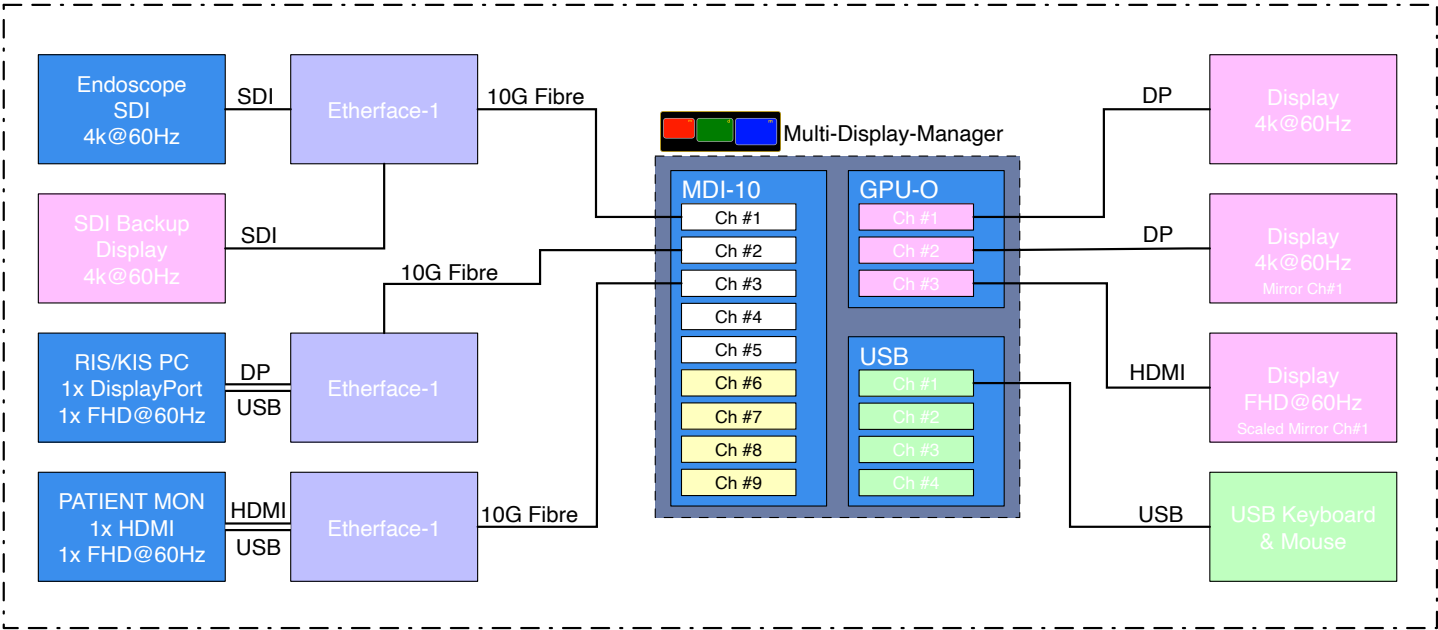 Endoscope
SDI
4k@60Hz
SDI
Etherface-1
10G Fibre
SDI Backup
Display
4k@60Hz
SDI
10G Fibre
RIS/KIS PC
1x DisplayPort
1x FHD@60Hz
DP
USB
Etherface-1
PATIENT MON
1x HDMI
1x FHD@60Hz
HDMI
USB
Etherface-1
10G Fibre
Multi-Display-Manager
MDI-10
Ch #1
Ch #2
Ch #3
Ch #4
Ch #5
Ch #6
Ch #7
Ch #8
Ch #9
GPU-O
Ch #1
Ch #2
Ch #3
USB
Ch #1
Ch #2
Ch #3
Ch #4
DP
Display
4k@60Hz
DP
Display
4k@60Hz
Mirror Ch#1
HDMI
Display
FHD@60Hz
Scaled Mirror Ch#1
USB
USB Keyboard
& Mouse